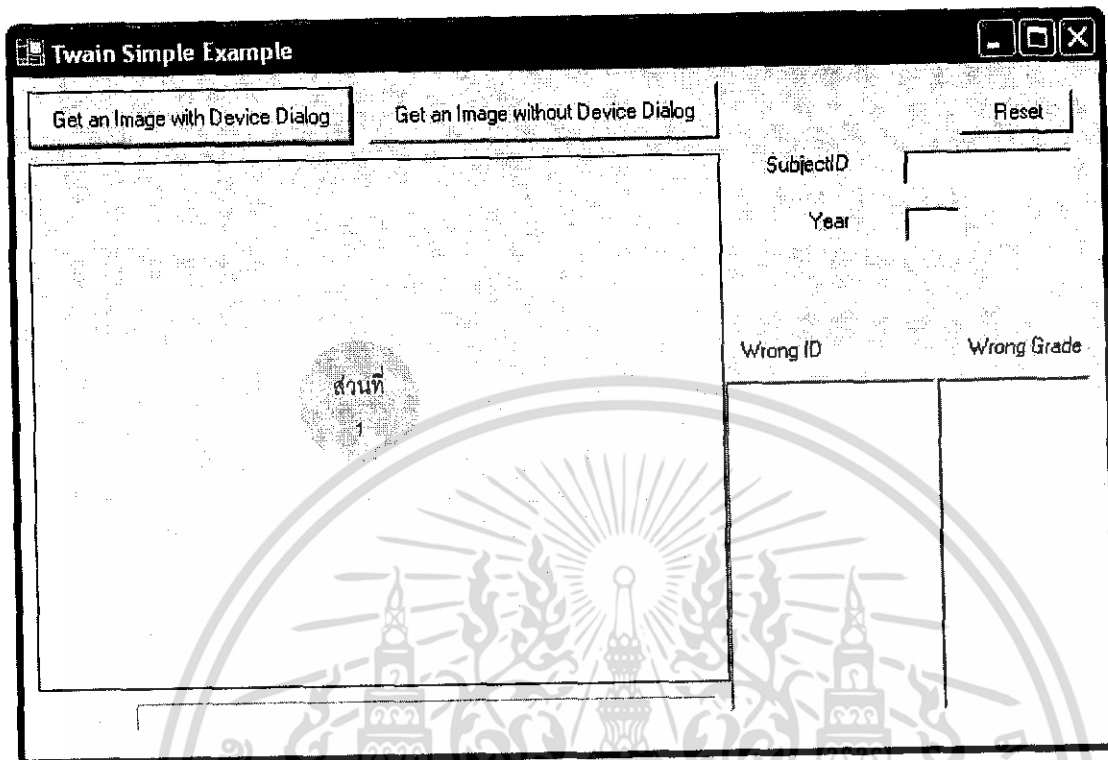 Twain Simple Example
Get an Image with Device Dialog
Get an Image without Device Dialog
Reset
SubjectID
Year
Wrong ID
Wrong Grade
ส่วนที่
1